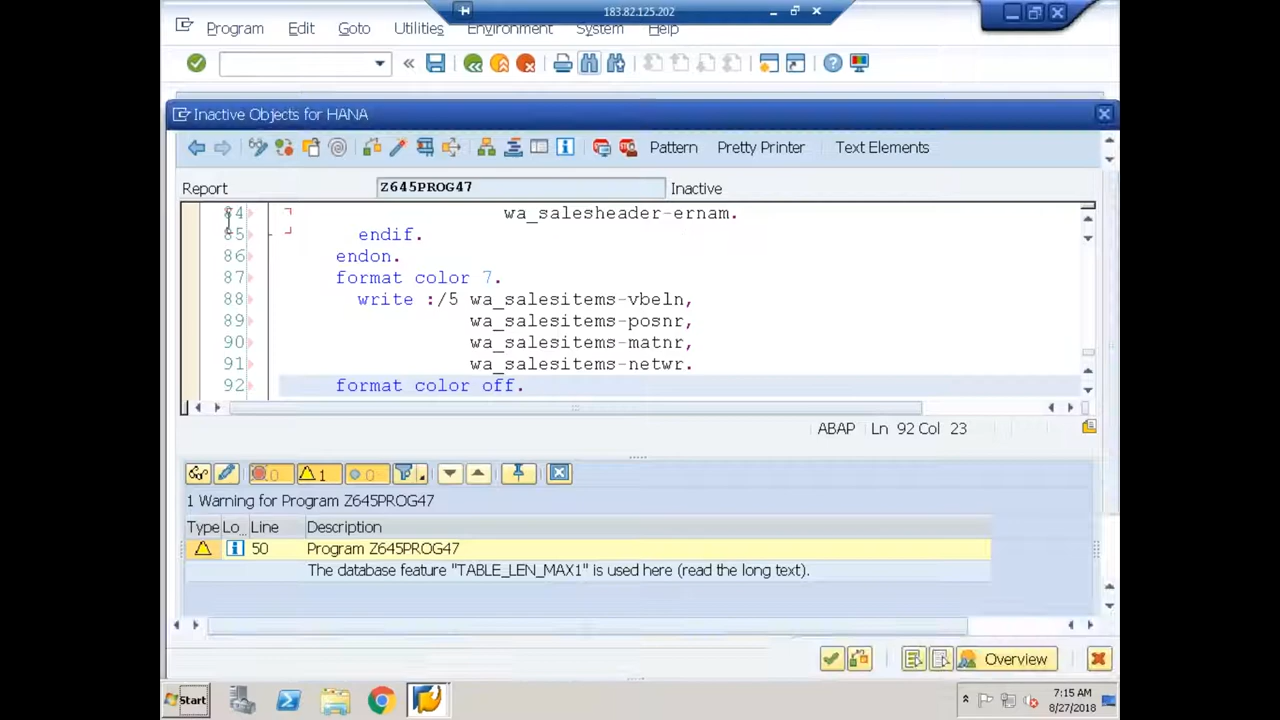 183.82.125.202
Program Edit Goto Utilities Environment System Help
Inactive Objects for HANA
Pattern Pretty Printer Text Elements
Report Z645PROG47 Inactive
84 wa_salesheader-ernam.
85 endif.
86 endon.
87 format color 7.
88 write :/5 wa_salesitems-vbeln,
89 wa_salesitems-posnr,
90 wa_salesitems-matnr,
91 wa_salesitems-netwr.
92 format color off.
ABAP Ln 92 Col 23
0 1 0
1 Warning for Program Z645PROG47
Type Lo... Line Description
50 Program Z645PROG47
The database feature "TABLE_LEN_MAX1" is used here (read the long text).
Overview
Start
7:15 AM
8/27/2018